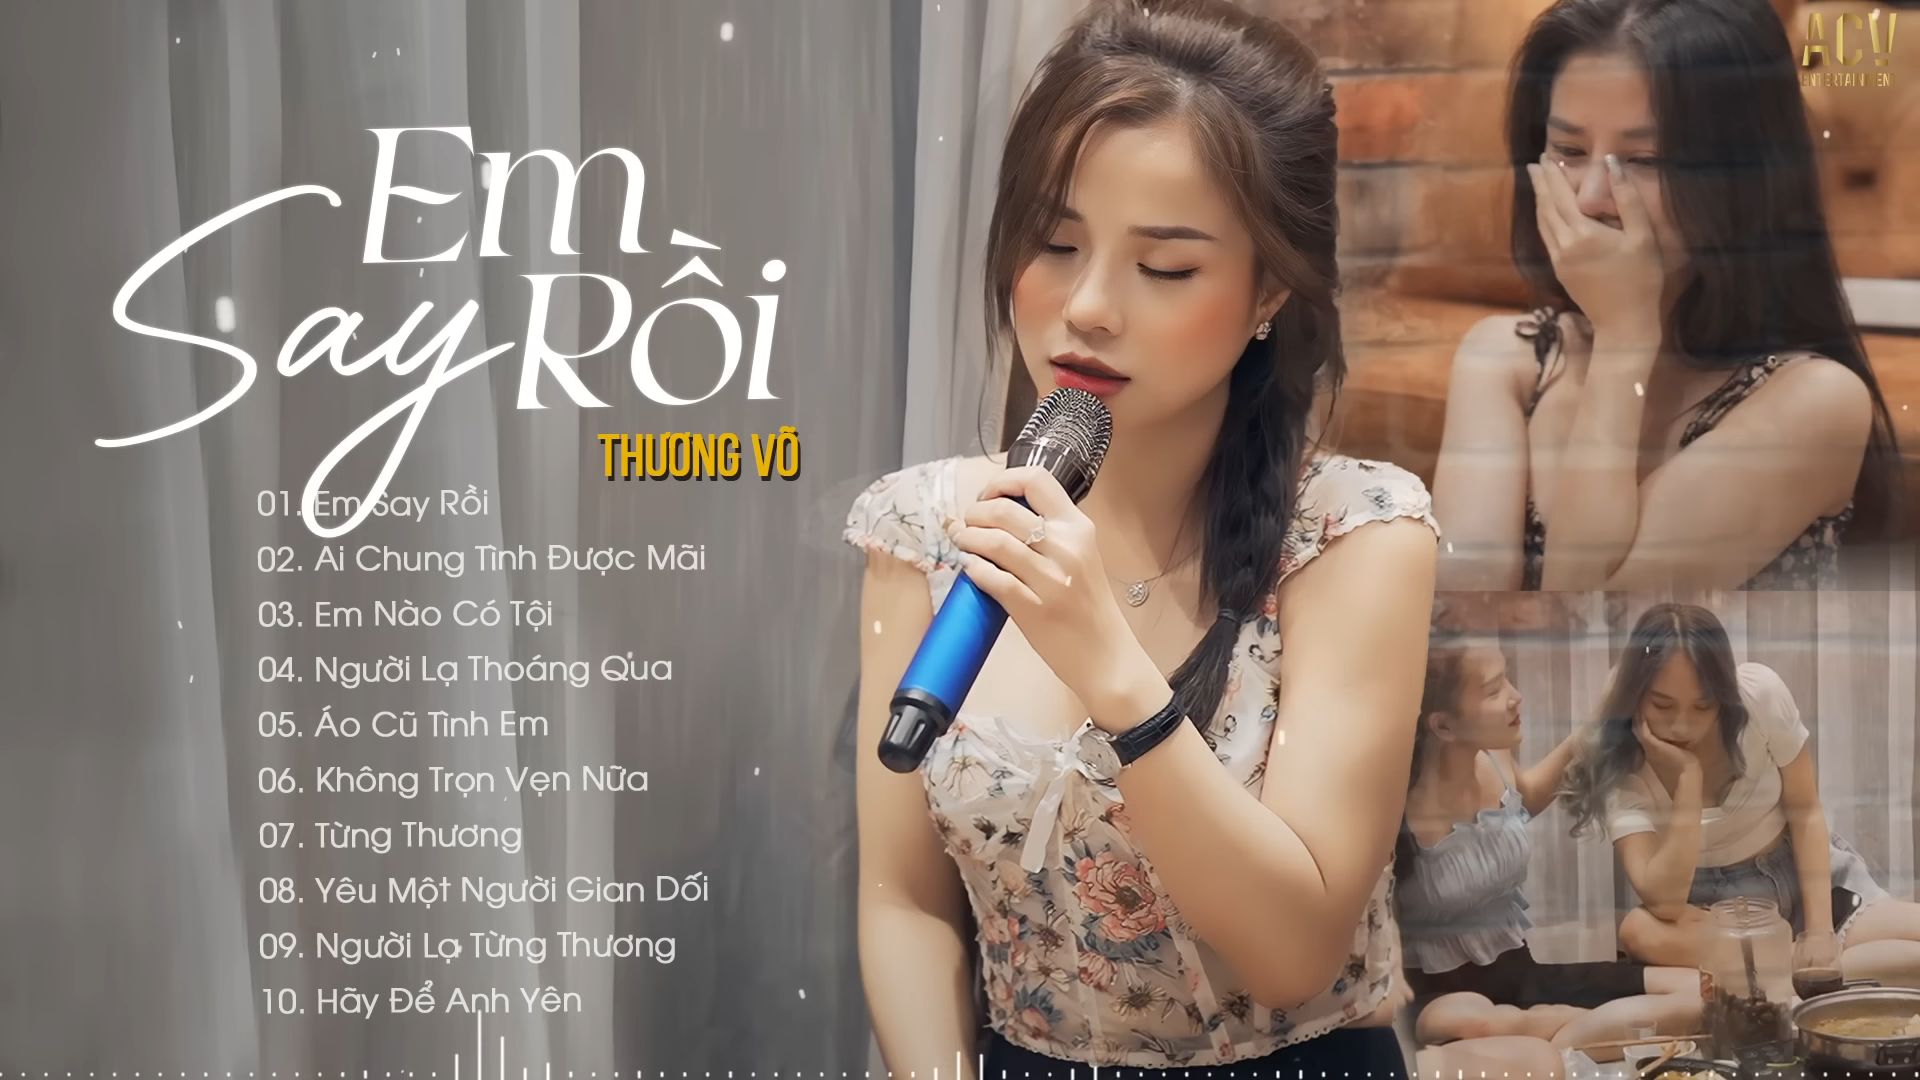 Em
Say Rồi
THƯƠNG VÕ
01. Em Say Rồi
02. Ai Chung Tình Được Mãi
03. Em Nào Có Tội
04. Người Lạ Thoáng Qua
05. Áo Cũ Tình Em
06. Không Trọn Vẹn Nữa
07. Từng Thương
08. Yêu Một Người Gian Dối
09. Người Lạ Từng Thương
10. Hãy Để Anh Yên
ACV
ENTERTAINMENT